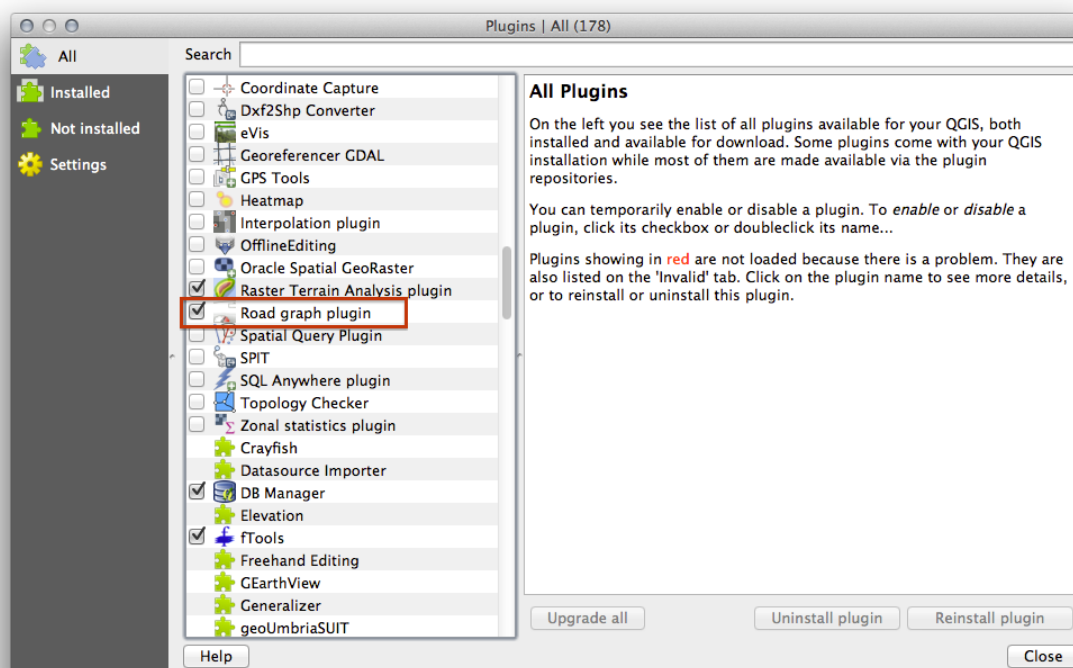 Plugins | All (178)
All
Installed
Not installed
Settings
Search
Coordinate Capture
Dxf2Shp Converter
eVis
Georeferencer GDAL
GPS Tools
Heatmap
Interpolation plugin
OfflineEditing
Oracle Spatial GeoRaster
Raster Terrain Analysis plugin
Road graph plugin
Spatial Query Plugin
SPIT
SQL Anywhere plugin
Topology Checker
Zonal statistics plugin
Crayfish
Datasource Importer
DB Manager
Elevation
fTools
Freehand Editing
GEarthView
Generalizer
geoUmbriaSUIT
All Plugins
On the left you see the list of all plugins available for your QGIS, both
installed and available for download. Some plugins come with your QGIS
installation while most of them are made available via the plugin
repositories.
You can temporarily enable or disable a plugin. To enable or disable a
plugin, click its checkbox or doubleclick its name...
Plugins showing in red are not loaded because there is a problem. They are
also listed on the 'Invalid' tab. Click on the plugin name to see more details,
or to reinstall or uninstall this plugin.
Upgrade all
Uninstall plugin
Reinstall plugin
Help
Close